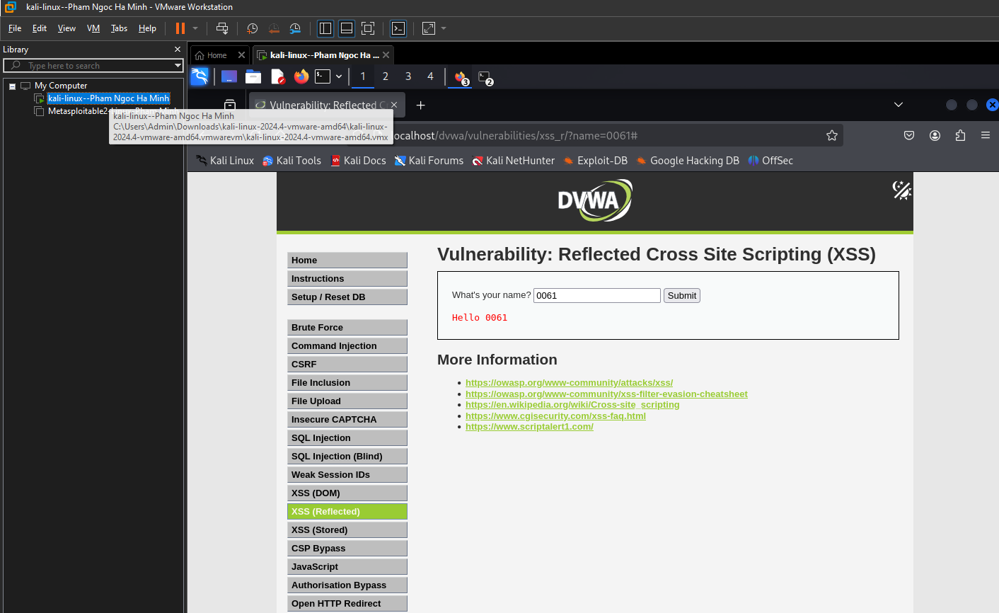 kali-linux--Pham Ngoc Ha Minh - VMware Workstation
File Edit View VM Tabs Help
Library
Type here to search
My Computer
kali-linux--Pham Ngoc Ha Minh
kali-linux--Pham Ngoc Ha Minh
C:\Users\Admin\Downloads\kali-linux-2024.4-vmware-amd64\kali-linux-
2024.4-vmware-amd64.vmwarevm\kali-linux-2024.4-vmware-amd64.vmx
Home
kali-linux--Pham Ngoc Ha ...
1 2 3 4 3 2
Vulnerability: Reflected
localhost/dvwa/vulnerabilities/xss_r/?name=0061#
Kali Linux Kali Tools Kali Docs Kali Forums Kali NetHunter Exploit-DB Google Hacking DB OffSec
DVWA
Home
Instructions
Setup / Reset DB
Brute Force
Command Injection
CSRF
File Inclusion
File Upload
Insecure CAPTCHA
SQL Injection
SQL Injection (Blind)
Weak Session IDs
XSS (DOM)
XSS (Reflected)
XSS (Stored)
CSP Bypass
JavaScript
Authorisation Bypass
Open HTTP Redirect
Vulnerability: Reflected Cross Site Scripting (XSS)
What's your name? 0061 Submit
Hello 0061
More Information
https://owasp.org/www-community/attacks/xss/
https://owasp.org/www-community/xss-filter-evasion-cheatsheet
https://en.wikipedia.org/wiki/Cross-site_scripting
https://www.cgisecurity.com/xss-faq.html
https://www.scriptalert1.com/